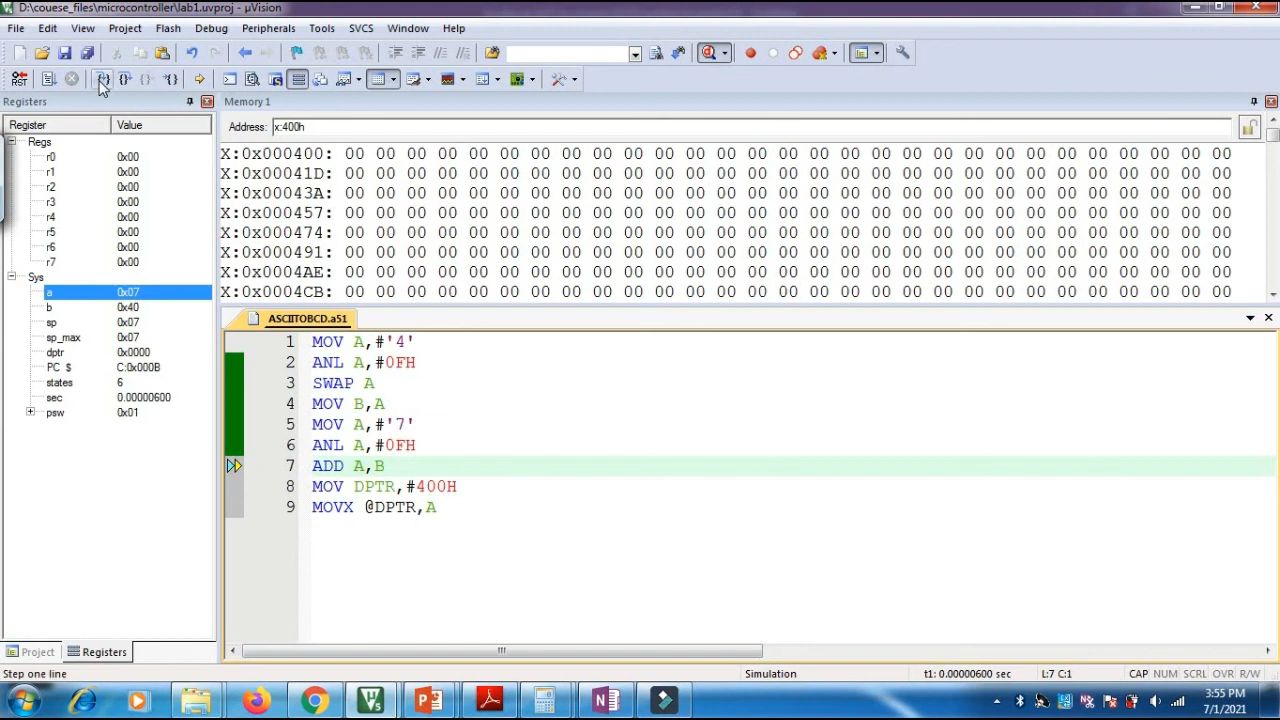 D:\couese_files\microcontroller\lab1.uvproj - µVision
File Edit View Project Flash Debug Peripherals Tools SVCS Window Help
RST
Registers
Register Value
Regs
r0 0x00
r1 0x00
r2 0x00
r3 0x00
r4 0x00
r5 0x00
r6 0x00
r7 0x00
Sys
a 0x07
b 0x40
sp 0x07
sp_max 0x07
dptr 0x0000
PC $ C:0x000B
states 6
sec 0.00000600
psw 0x01
Project Registers
Memory 1
Address: x:400h
X:0x000400: 00 00 00 00 00 00 00 00 00 00 00 00 00 00 00 00 00 00 00 00 00 00 00 00 00 00 00 00 00
X:0x00041D: 00 00 00 00 00 00 00 00 00 00 00 00 00 00 00 00 00 00 00 00 00 00 00 00 00 00 00 00 00
X:0x00043A: 00 00 00 00 00 00 00 00 00 00 00 00 00 00 00 00 00 00 00 00 00 00 00 00 00 00 00 00 00
X:0x000457: 00 00 00 00 00 00 00 00 00 00 00 00 00 00 00 00 00 00 00 00 00 00 00 00 00 00 00 00 00
X:0x000474: 00 00 00 00 00 00 00 00 00 00 00 00 00 00 00 00 00 00 00 00 00 00 00 00 00 00 00 00 00
X:0x000491: 00 00 00 00 00 00 00 00 00 00 00 00 00 00 00 00 00 00 00 00 00 00 00 00 00 00 00 00 00
X:0x0004AE: 00 00 00 00 00 00 00 00 00 00 00 00 00 00 00 00 00 00 00 00 00 00 00 00 00 00 00 00 00
X:0x0004CB: 00 00 00 00 00 00 00 00 00 00 00 00 00 00 00 00 00 00 00 00 00 00 00 00 00 00 00 00 00
ASCIITOBCD.a51
1 MOV A,#'4'
2 ANL A,#0FH
3 SWAP A
4 MOV B,A
5 MOV A,#'7'
6 ANL A,#0FH
7 ADD A,B
8 MOV DPTR,#400H
9 MOVX @DPTR,A
Step one line Simulation t1: 0.00000600 sec L:7 C:1 CAP NUM SCRL OVR R/W
3:55 PM
7/1/2021